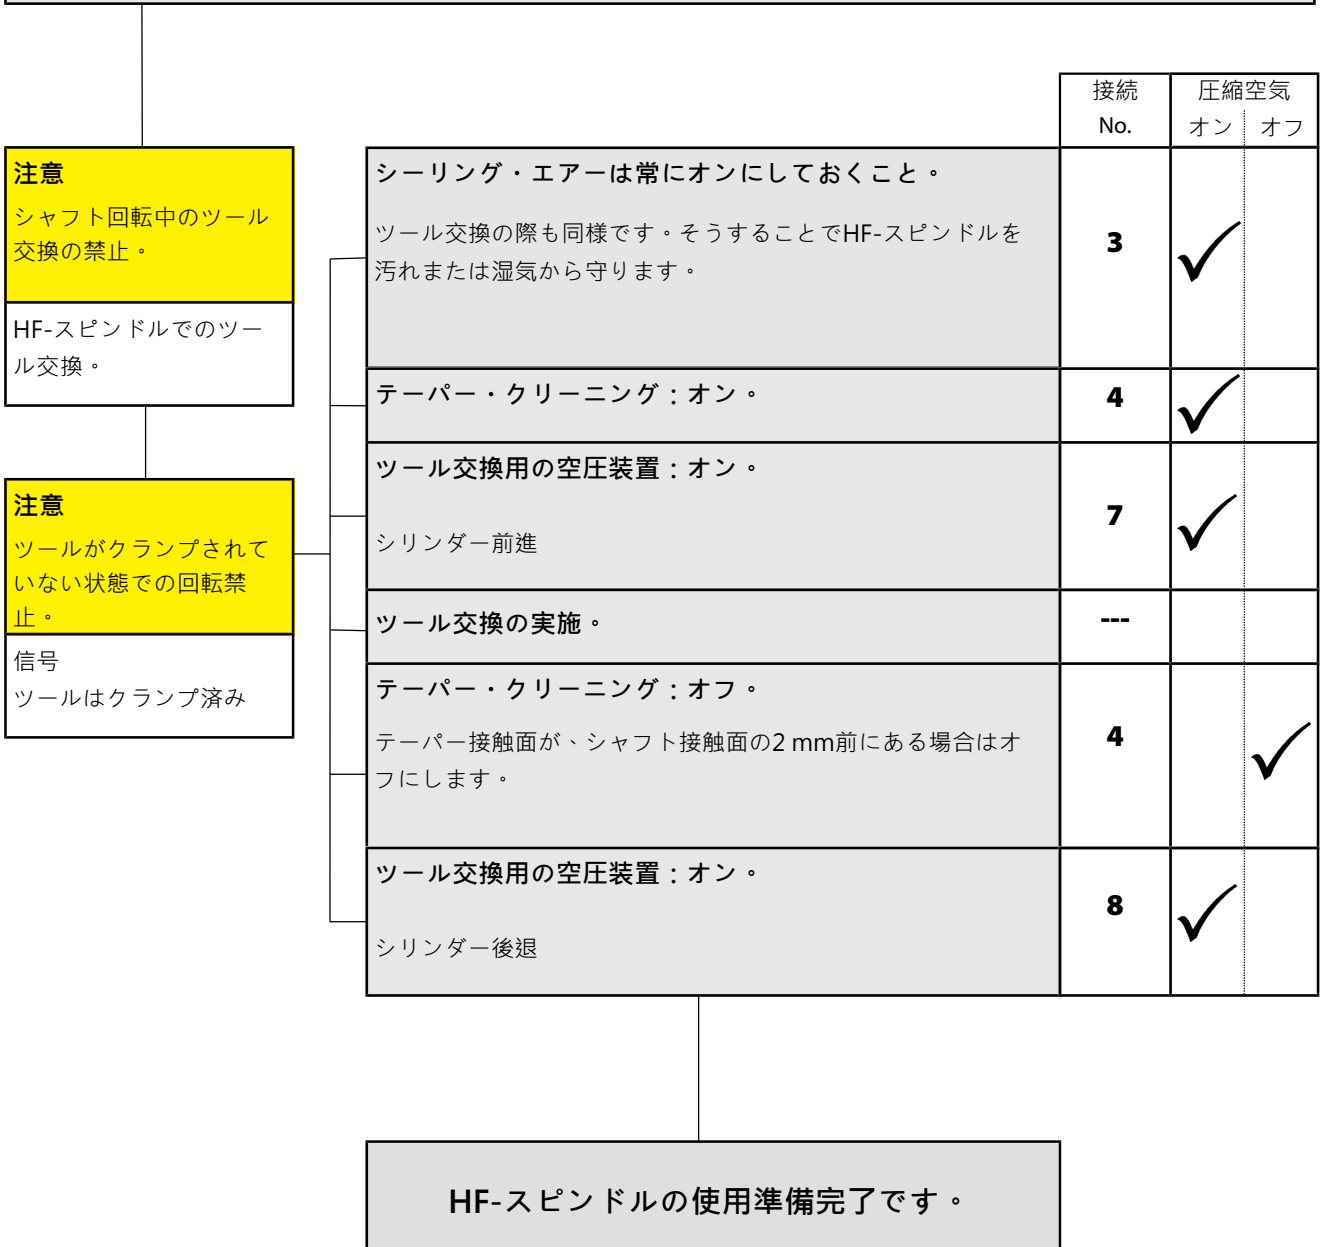 接続
No.
圧縮空気
オン オフ
注意
シャフト回転中のツール
交換の禁止。
HF-スピンドルでのツー
ル交換。
注意
ツールがクランプされて
いない状態での回転禁
止。
信号
ツールはクランプ済み
シーリング・エアーは常にオンにしておくこと。
ツール交換の際も同様です。そうすることでHF-スピンドルを
汚れまたは湿気から守ります。
3
テーパー・クリーニング：オン。
4
ツール交換用の空圧装置：オン。
シリンダー前進
7
ツール交換の実施。
---
テーパー・クリーニング：オフ。
テーパー接触面が、シャフト接触面の2 mm前にある場合はオ
フにします。
4
ツール交換用の空圧装置：オン。
シリンダー後退
8
HF-スピンドルの使用準備完了です。